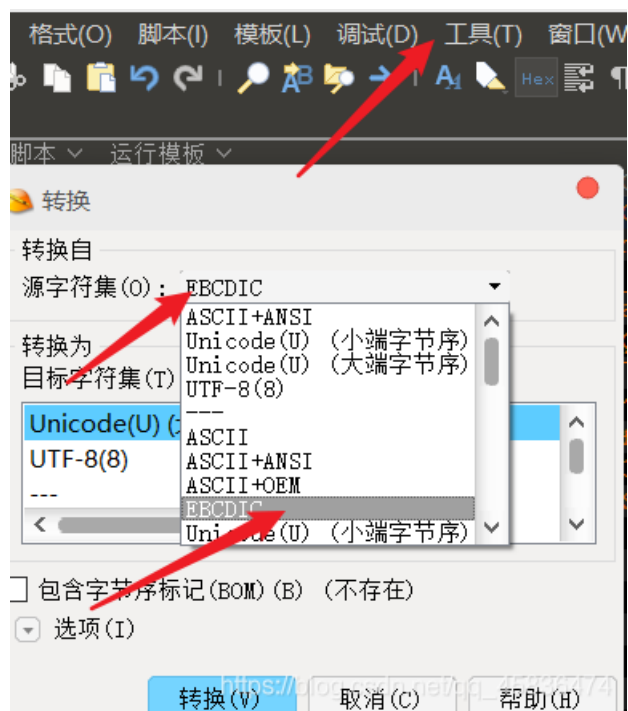 格式(O) 脚本(I) 模板(L) 调试(D) 工具(T) 窗口(W
Hex
脚本 运行模板
转换
转换自
源字符集(O): EBCDIC
ASCII+ANSI
Unicode(U) (小端字节序)
Unicode(U) (大端字节序)
UTF-8(8)
---
ASCII
ASCII+ANSI
ASCII+OEM
EBCDIC
Unicode(U) (小端字节序)
转换为
目标字符集(T)
Unicode(U) (
UTF-8(8)
---
包含字节序标记(BOM)(B) (不存在)
选项(I)
转换(V) 取消(C) 帮助(H)